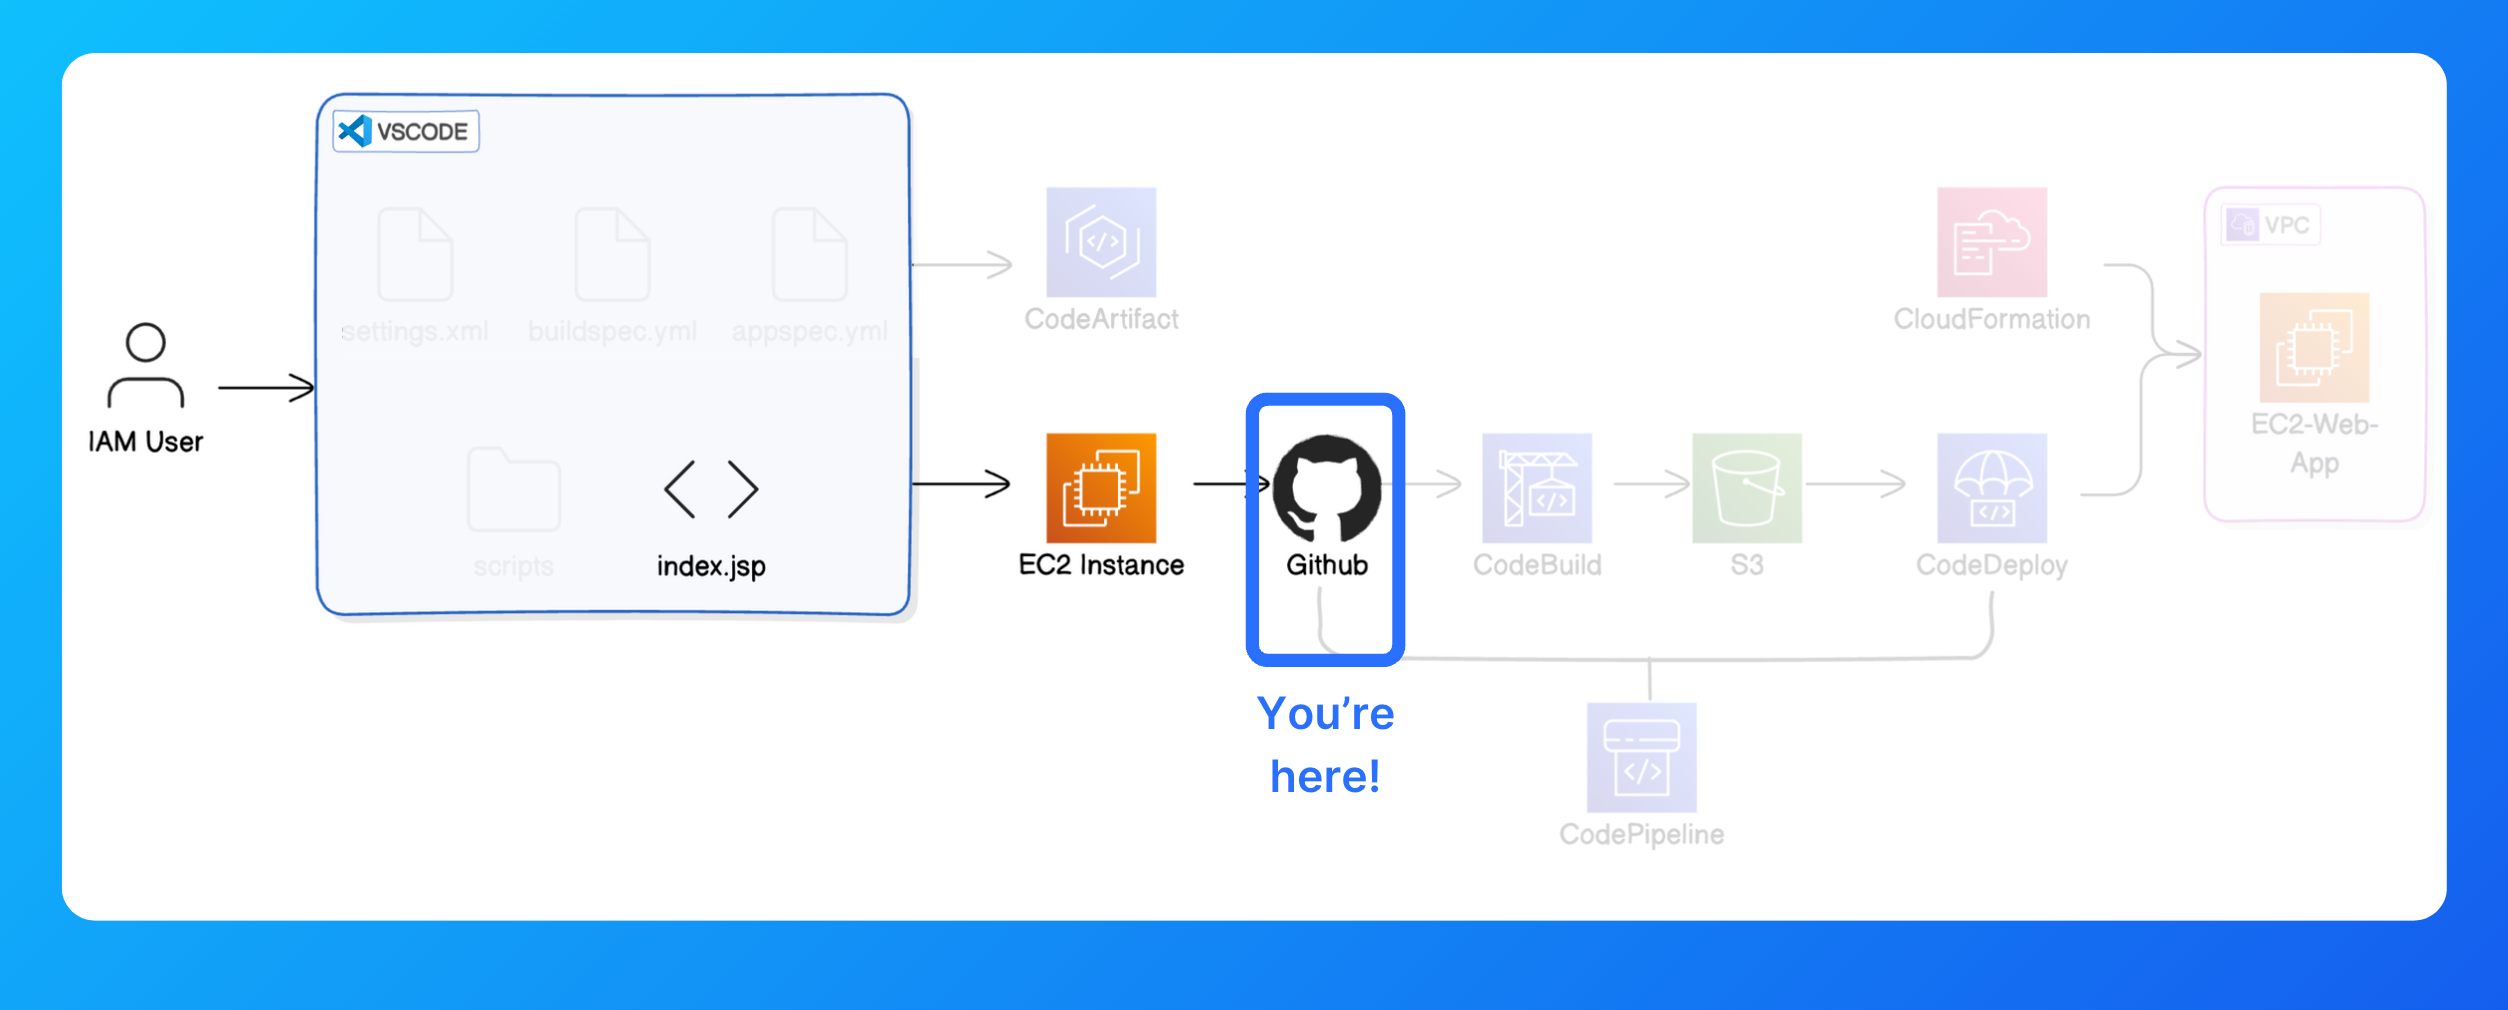 VSCODE
settings.xml
buildspec.yml
appspec.yml
scripts
index.jsp
IAM User
CodeArtifact
EC2 Instance
Github
You're
here!
CodeBuild
S3
CodeDeploy
CodePipeline
CloudFormation
VPC
EC2-Web-
App